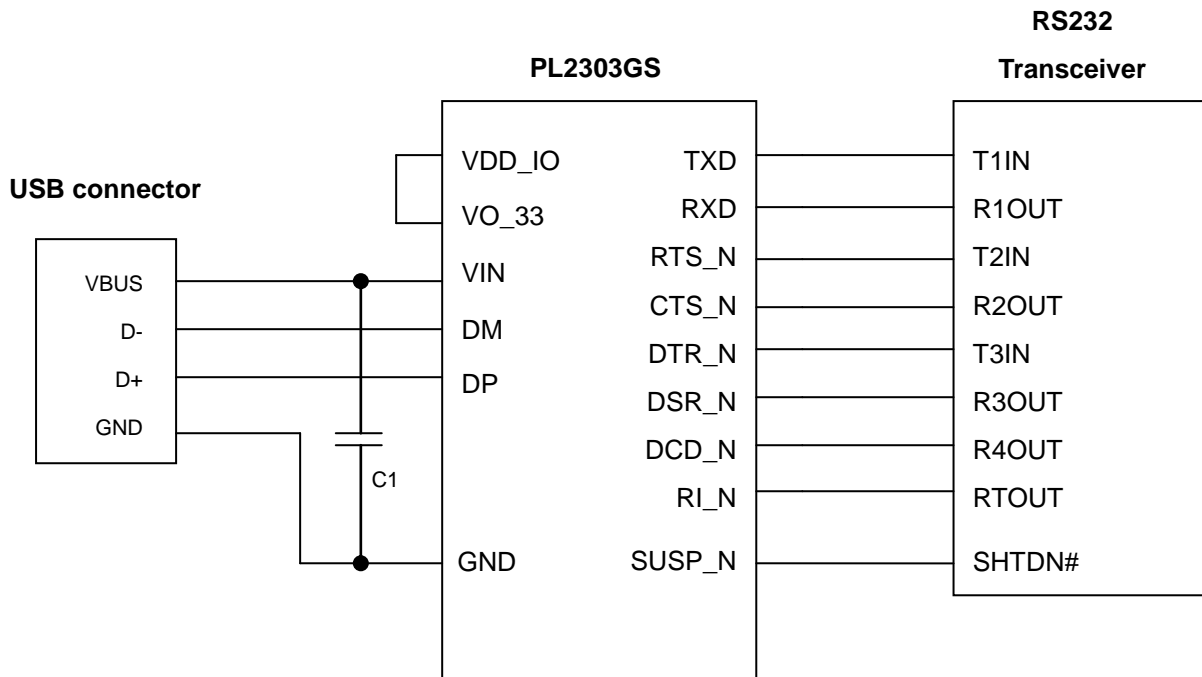 RS232
Transceiver
PL2303GS
USB connector
VBUS
D-
D+
GND
C1
VDD_IO
VO_33
VIN
DM
DP
GND
TXD
RXD
RTS_N
CTS_N
DTR_N
DSR_N
DCD_N
RI_N
SUSP_N
T1IN
R1OUT
T2IN
R2OUT
T3IN
R3OUT
R4OUT
RTOUT
SHTDN#